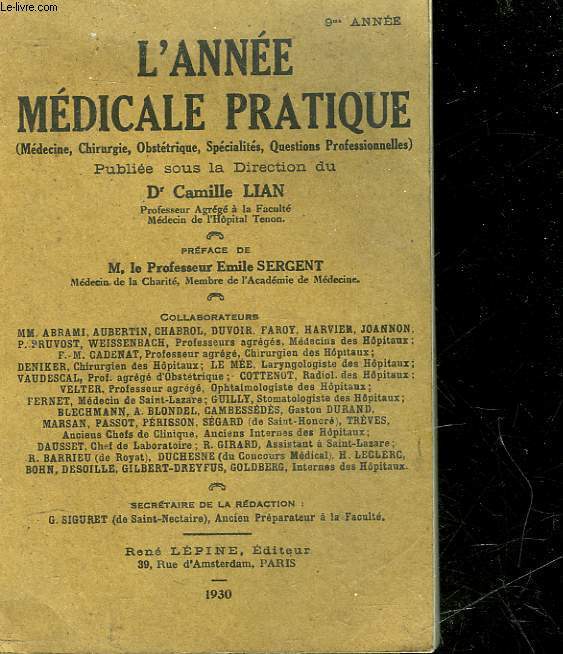 Le-livre.com
9me ANNÉE
L'ANNÉE
MÉDICALE PRATIQUE
(Médecine, Chirurgie, Obstétrique, Spécialités, Questions Professionnelles)
Publiée sous la Direction du
Dr Camille LIAN
Professeur Agrégé à la Faculté
Médecin de l'Hôpital Tenon.
PRÉFACE DE
M. le Professeur Emile SERGENT
Médecin de la Charité, Membre de l'Académie de Médecine.
COLLABORATEURS
MM. ABRAMI, AUBERTIN, CHABROL, DUVOIR, FAROY, HARVIER, JOANNON,
P. PRUVOST, WEISSENBACH, Professeurs agrégés, Médecins des Hôpitaux;
F.-M. CADENAT, Professeur agrégé, Chirurgien des Hôpitaux;
DENIKER, Chirurgien des Hôpitaux; LE MÉE, Laryngologiste des Hôpitaux;
VAUDESCAL, Prof. agrégé d'Obstétrique; COTTENOT, Radiol. des Hôpitaux;
VELTER, Professeur agrégé, Ophtalmologiste des Hôpitaux;
FERNET, Médecin de Saint-Lazare; GUILLY, Stomatologiste des Hôpitaux;
BLECHMANN, A. BLONDEL, CAMBESSÉDÈS, Gaston DURAND,
MARSAN, PASSOT, PÉRISSON, SÉGARD (de Saint-Honoré), TRÈVES,
Anciens Chefs de Clinique, Anciens Internes des Hôpitaux;
DAUSSET, Chef de Laboratoire; R. GIRARD, Assistant à Saint-Lazare;
R. BARRIEU (de Royat), DUCHESNE (du Concours Médical), H. LECLERC,
BOHN, DESOILLE, GILBERT-DREYFUS, GOLDBERG, Internes des Hôpitaux.
SECRÉTAIRE DE LA RÉDACTION :
G. SIGURET (de Saint-Nectaire), Ancien Préparateur à la Faculté.
René LÉPINE, Éditeur
39, Rue d'Amsterdam, PARIS
1930